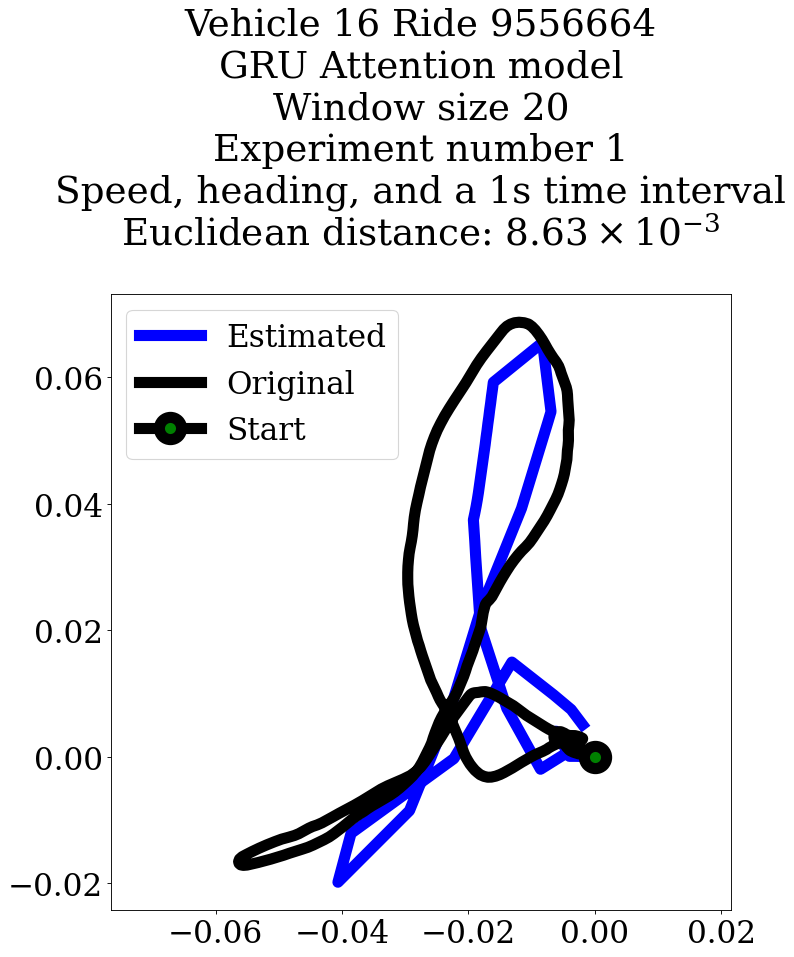 Vehicle 16 Ride 9556664
GRU Attention model
Window size 20
Experiment number 1
Speed, heading, and a 1s time interval
Euclidean distance: 8.63 × 10⁻³
Estimated
Original
Start
0.06
0.04
0.02
0.00
−0.02
−0.06 −0.04 −0.02 0.00 0.02